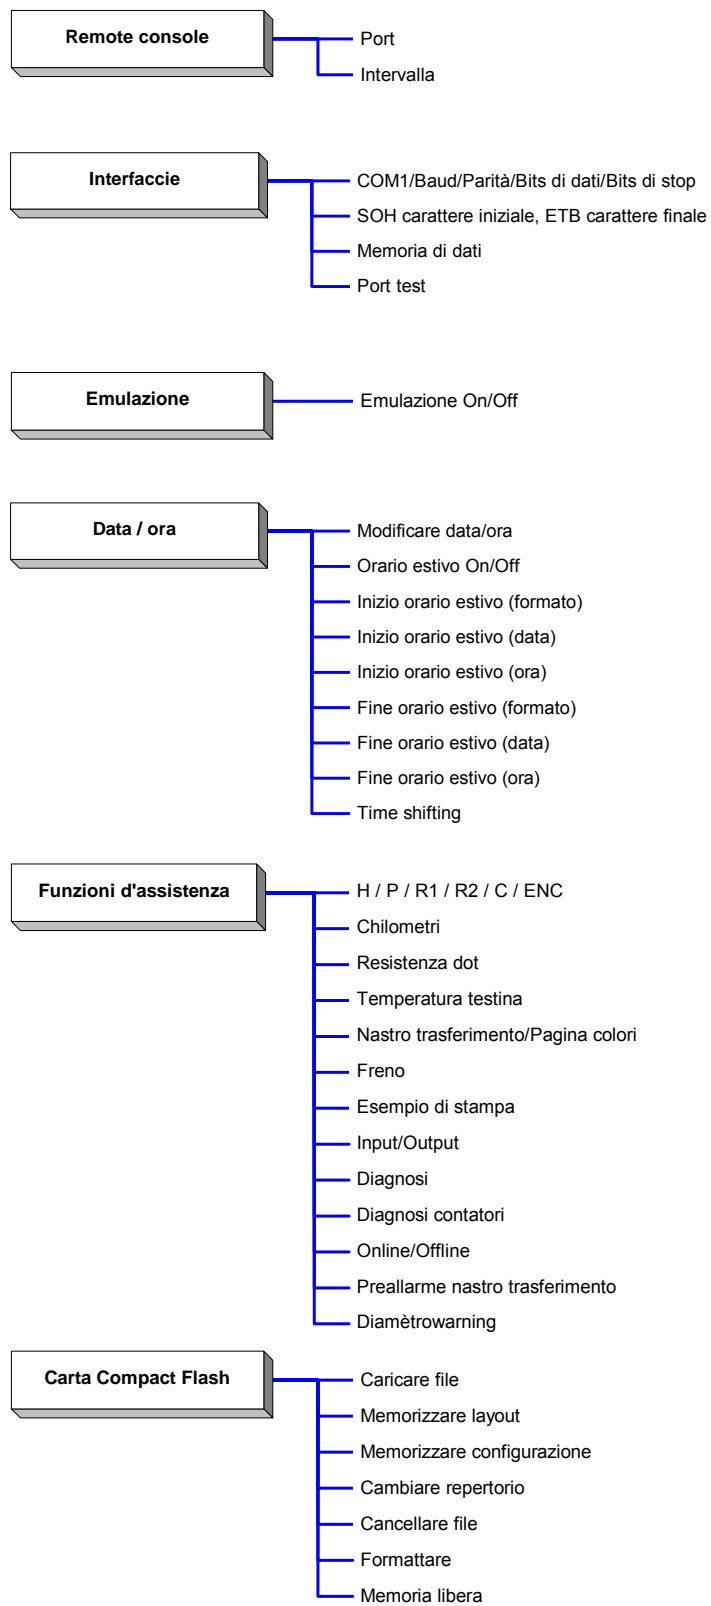 Remote console
Port
Intervalla
Interfaccie
COM1/Baud/Parità/Bits di dati/Bits di stop
SOH carattere iniziale, ETB carattere finale
Memoria di dati
Port test
Emulazione
Emulazione On/Off
Data / ora
Modificare data/ora
Orario estivo On/Off
Inizio orario estivo (formato)
Inizio orario estivo (data)
Inizio orario estivo (ora)
Fine orario estivo (formato)
Fine orario estivo (data)
Fine orario estivo (ora)
Time shifting
Funzioni d'assistenza
H / P / R1 / R2 / C / ENC
Chilometri
Resistenza dot
Temperatura testina
Nastro trasferimento/Pagina colori
Freno
Esempio di stampa
Input/Output
Diagnosi
Diagnosi contatori
Online/Offline
Preallarme nastro trasferimento
Diamètrowarning
Carta Compact Flash
Caricare file
Memorizzare layout
Memorizzare configurazione
Cambiare repertorio
Cancellare file
Formattare
Memoria libera